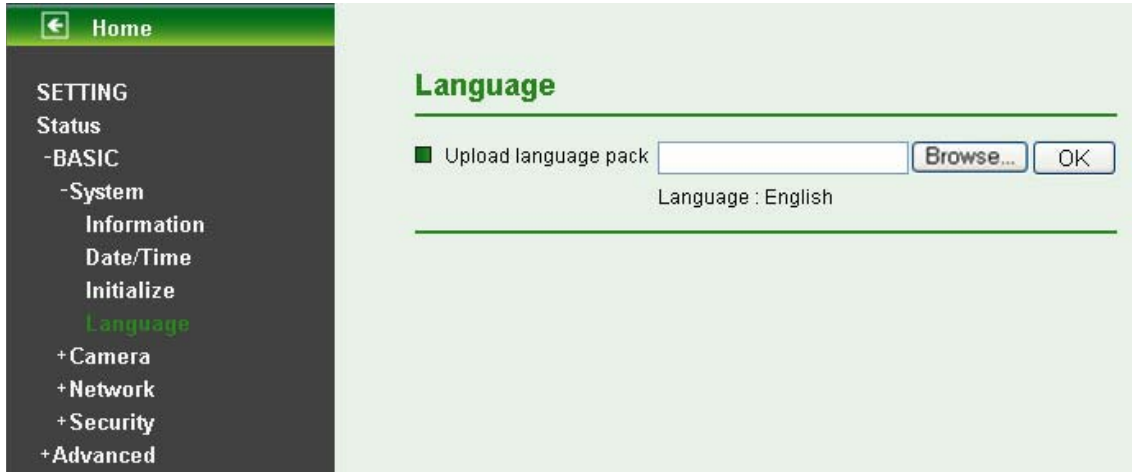 Home
SETTING
Status
-BASIC
-System
Information
Date/Time
Initialize
Language
+Camera
+Network
+Security
+Advanced
Language
Upload language pack Browse... OK
Language : English